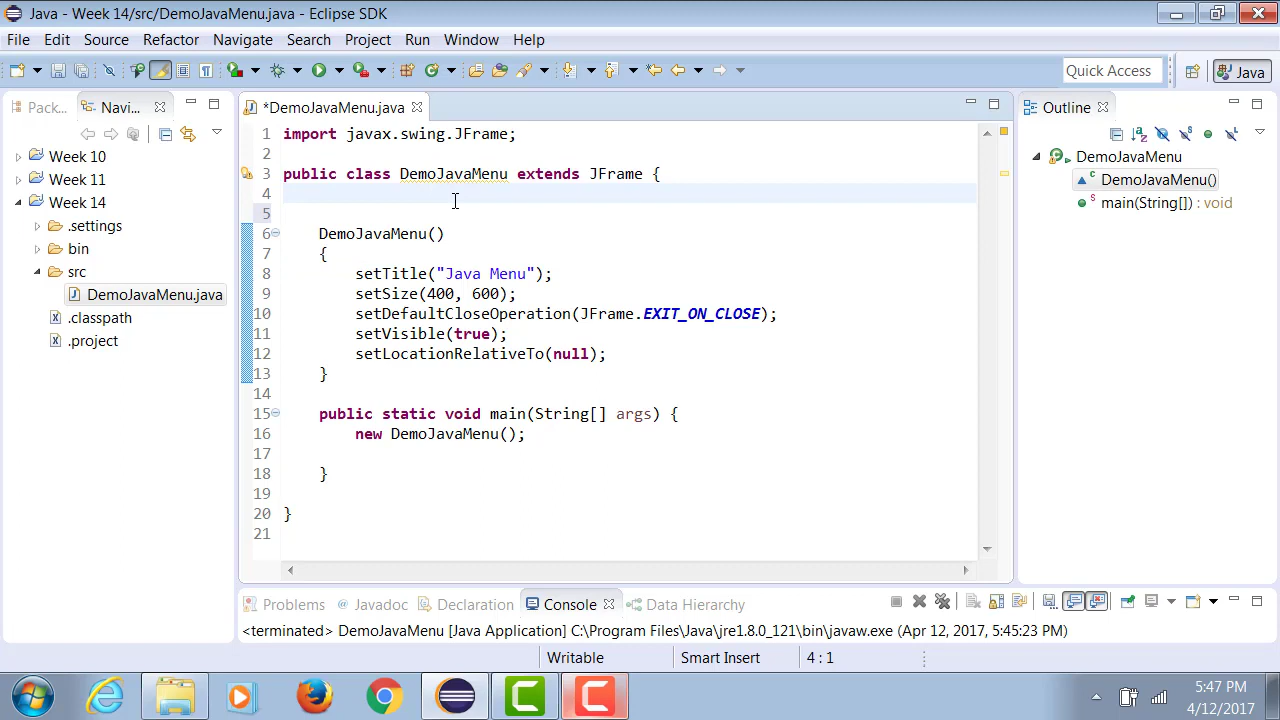 Java - Week 14/src/DemoJavaMenu.java - Eclipse SDK
File Edit Source Refactor Navigate Search Project Run Window Help
Quick Access Java
Pack... Navi... *DemoJavaMenu.java Outline
Week 10
Week 11
Week 14
.settings
bin
src
DemoJavaMenu.java
.classpath
.project
1 import javax.swing.JFrame;
2
3 public class DemoJavaMenu extends JFrame {
4
5
6 DemoJavaMenu()
7 {
8 setTitle("Java Menu");
9 setSize(400, 600);
10 setDefaultCloseOperation(JFrame.EXIT_ON_CLOSE);
11 setVisible(true);
12 setLocationRelativeTo(null);
13 }
14
15 public static void main(String[] args) {
16 new DemoJavaMenu();
17
18 }
19
20 }
21
DemoJavaMenu
DemoJavaMenu()
main(String[]) : void
Problems @ Javadoc Declaration Console Data Hierarchy
<terminated> DemoJavaMenu [Java Application] C:\Program Files\Java\jre1.8.0_121\bin\javaw.exe (Apr 12, 2017, 5:45:23 PM)
Writable Smart Insert 4 : 1
5:47 PM
4/12/2017